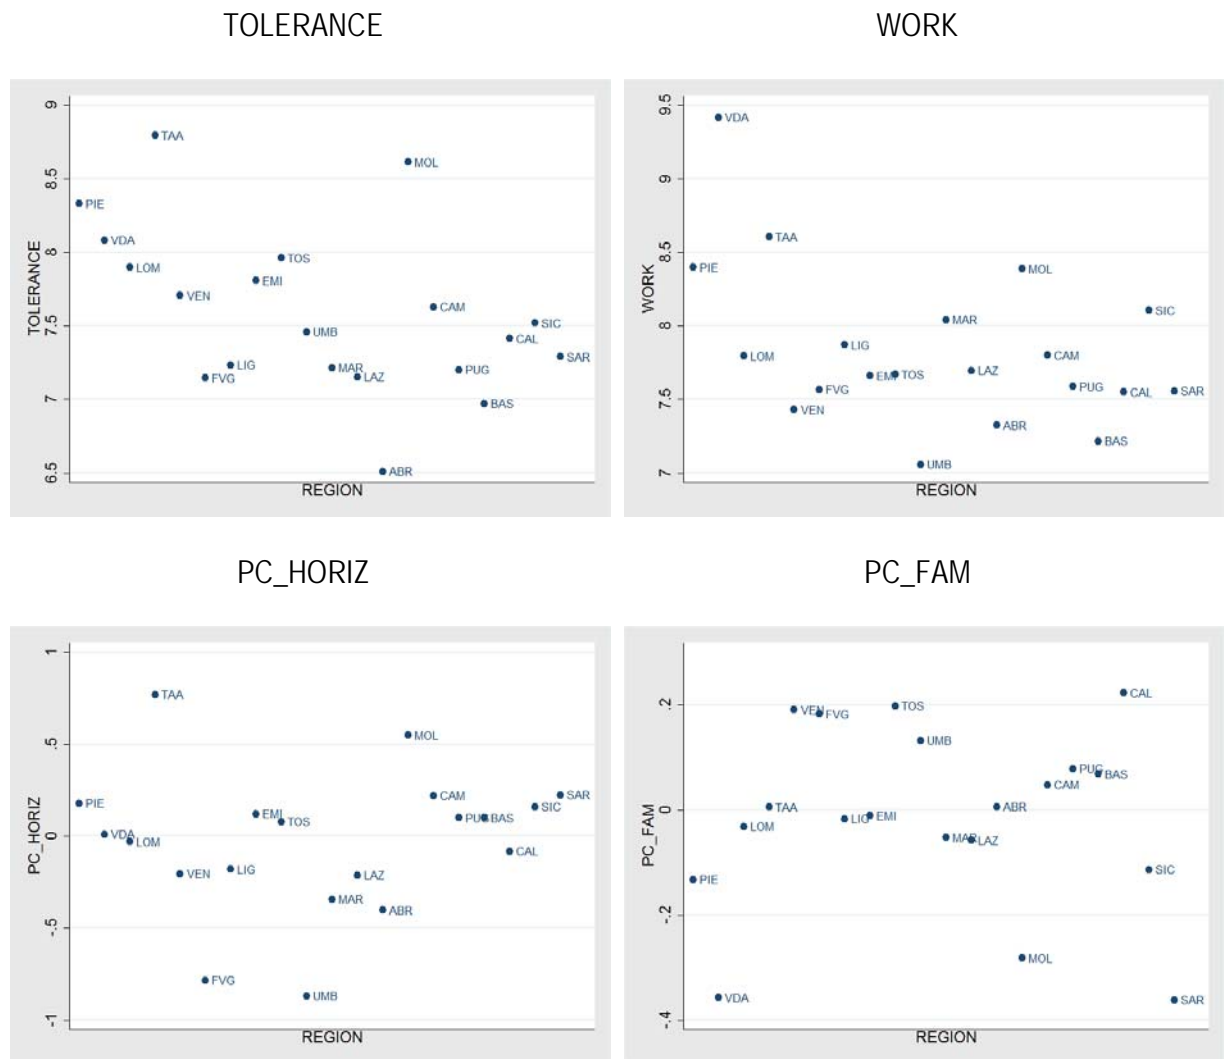 TOLERANCE
WORK
TOLERANCE
9
8.5
8
7.5
7
6.5
PIE
VDA
LOM
TAA
VEN
FVG
LIG
EMI
TOS
UMB
MAR
LAZ
ABR
MOL
CAM
PUG
BAS
CAL
SIC
SAR
REGION
WORK
9.5
9
8.5
8
7.5
7
PIE
VDA
LOM
TAA
VEN
FVG
LIG
EMI
TOS
UMB
MAR
LAZ
ABR
MOL
CAM
PUG
BAS
CAL
SIC
SAR
REGION
PC_HORIZ
PC_FAM
PC_HORIZ
1
.5
0
-.5
-1
PIE
VDA
LOM
TAA
VEN
FVG
LIG
EMI
TOS
UMB
MAR
LAZ
ABR
MOL
CAM
PUG
BAS
CAL
SIC
SAR
REGION
PC_FAM
.2
0
-.2
-.4
PIE
VDA
LOM
TAA
VEN
FVG
LIG
EMI
TOS
UMB
MAR
LAZ
ABR
MOL
CAM
PUG
BAS
CAL
SIC
SAR
REGION